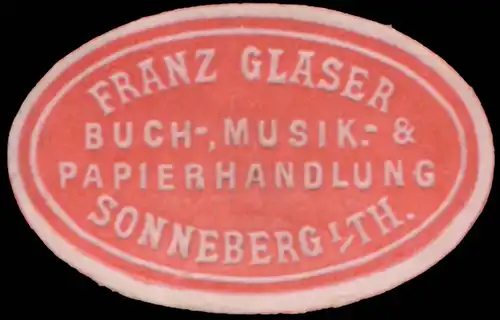 FRANZ GLASER
BUCH-, MUSIK.- &
PAPIERHANDLUNG
SONNEBERG I/TH.